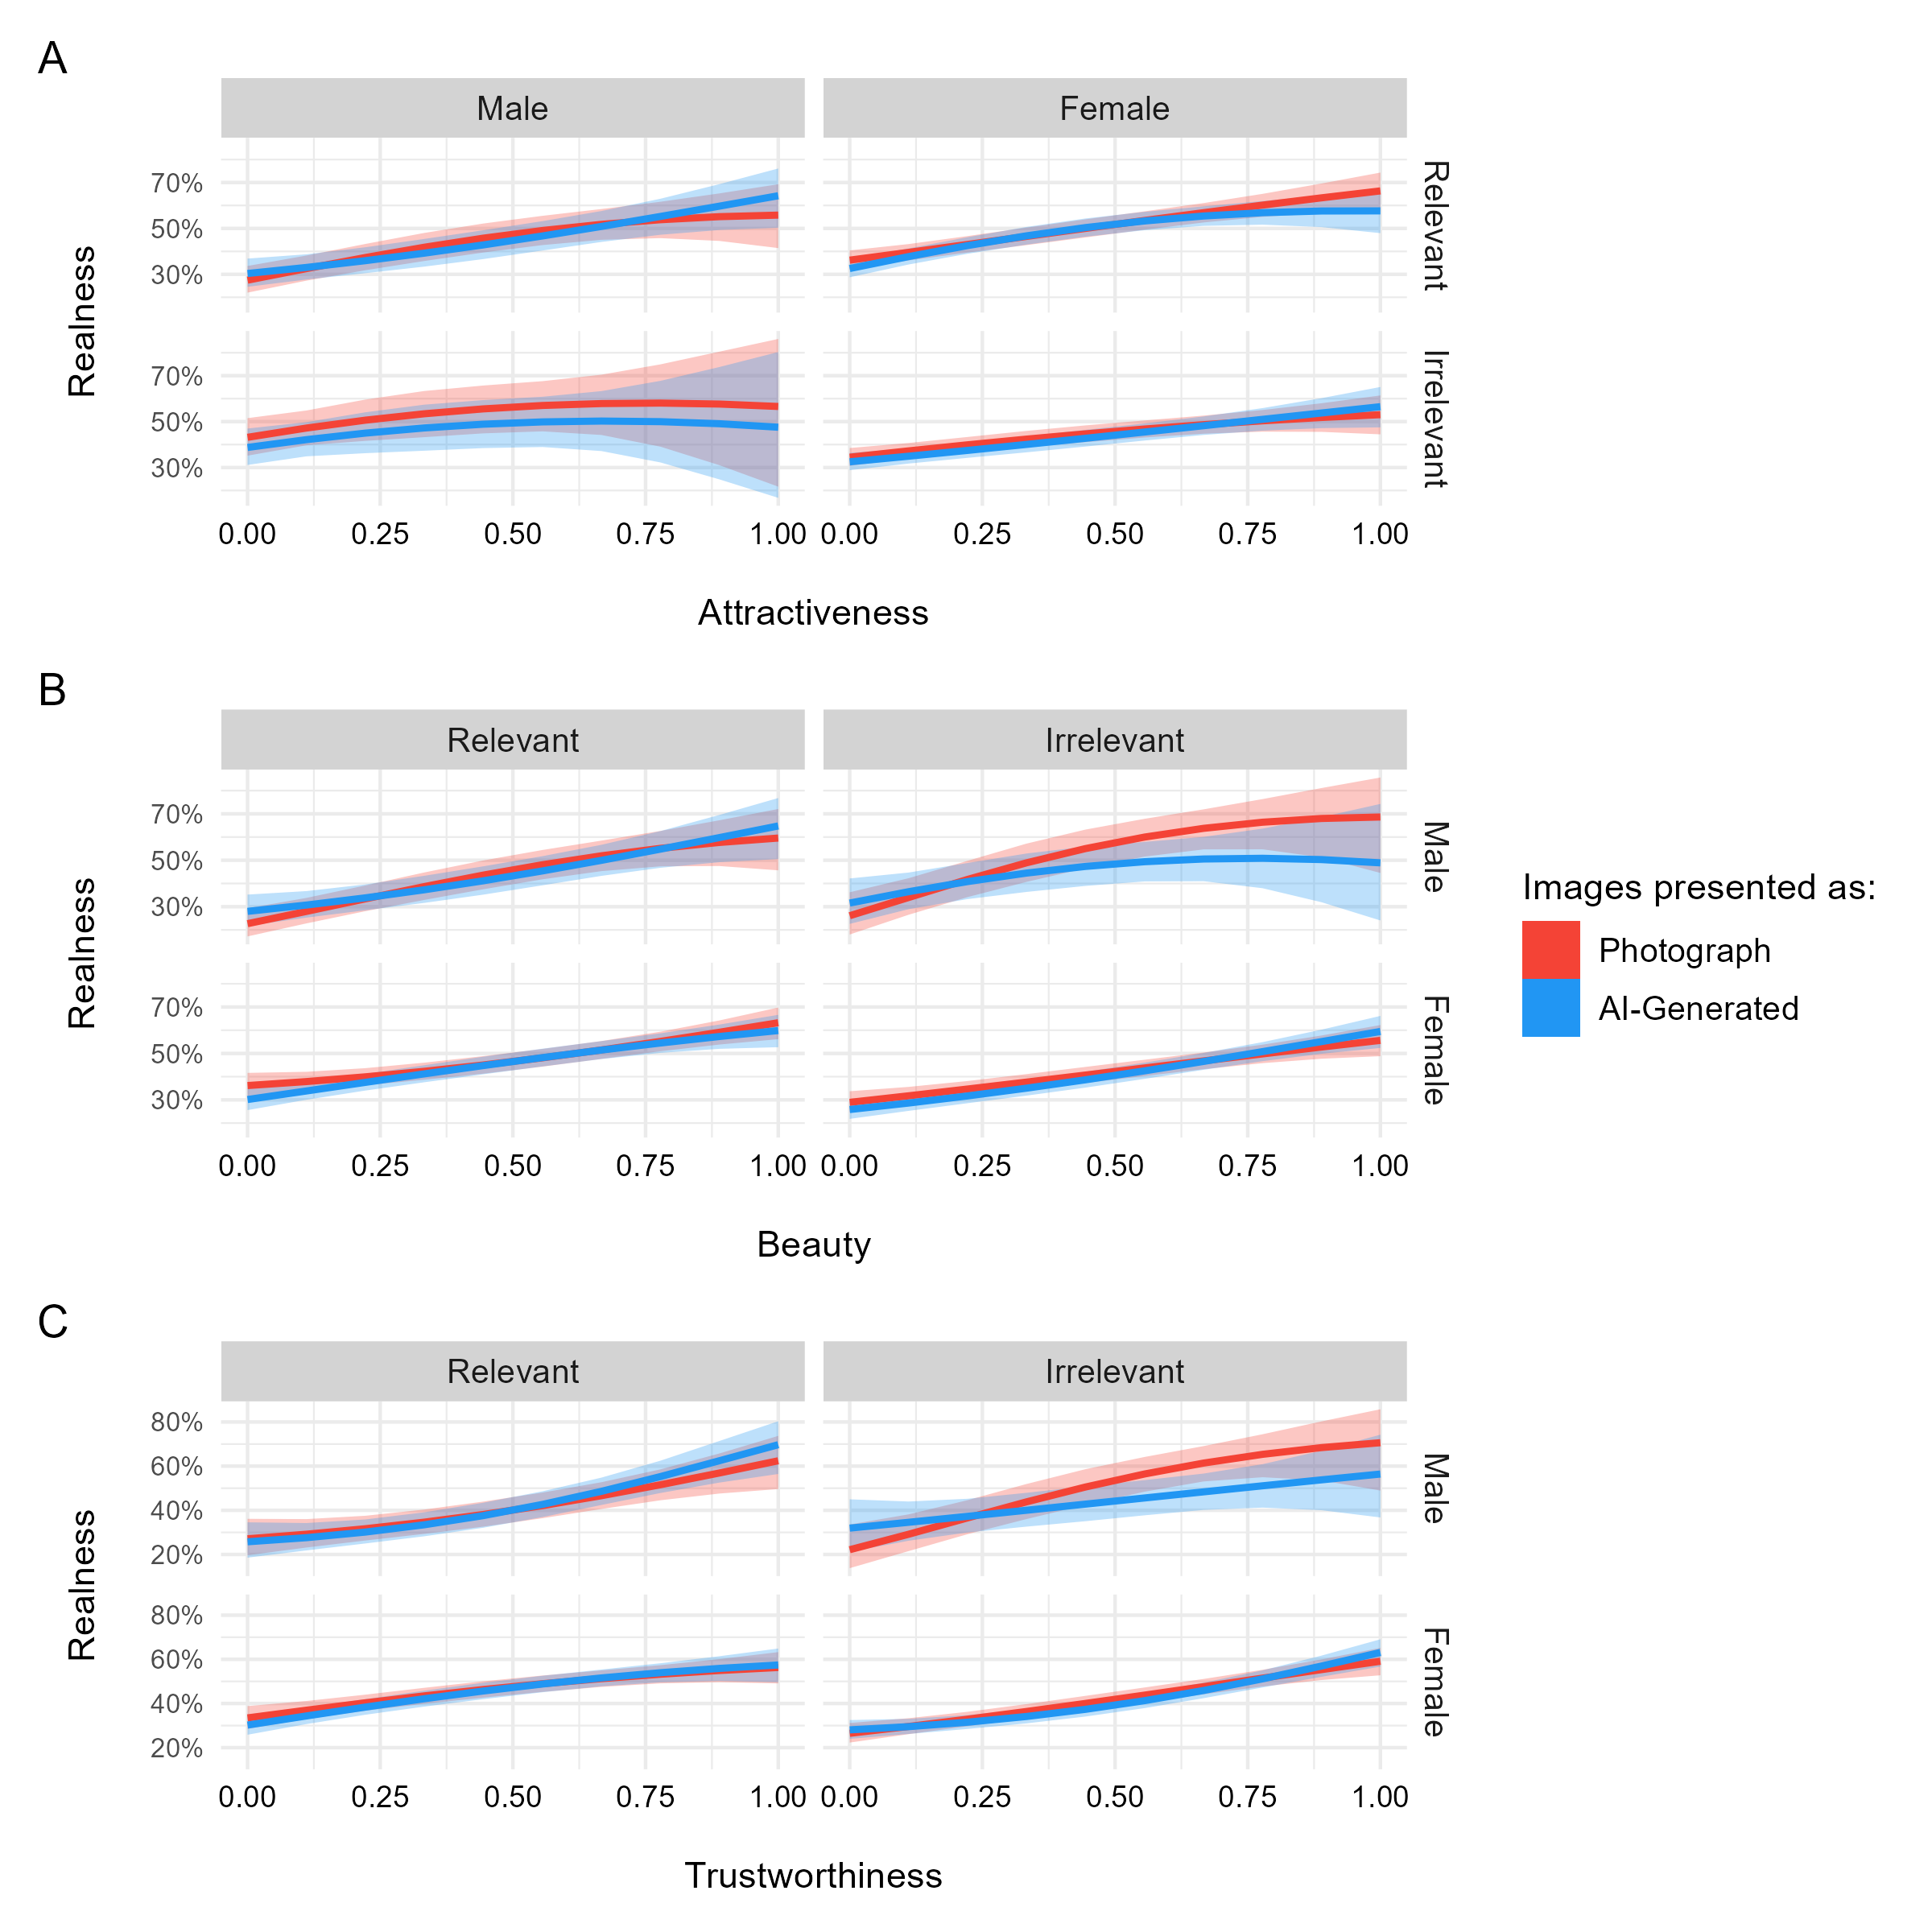 A
Male Female
70%
50%
30%
Relevant
70%
50%
30%
Irrelevant
Realness
0.00 0.25 0.50 0.75 1.00 0.00 0.25 0.50 0.75 1.00
Attractiveness
B
Relevant Irrelevant
70%
50%
30%
Male
70%
50%
30%
Female
Realness
0.00 0.25 0.50 0.75 1.00 0.00 0.25 0.50 0.75 1.00
Beauty
Images presented as:
Photograph
AI-Generated
C
Relevant Irrelevant
80%
60%
40%
20%
Male
80%
60%
40%
20%
Female
Realness
0.00 0.25 0.50 0.75 1.00 0.00 0.25 0.50 0.75 1.00
Trustworthiness